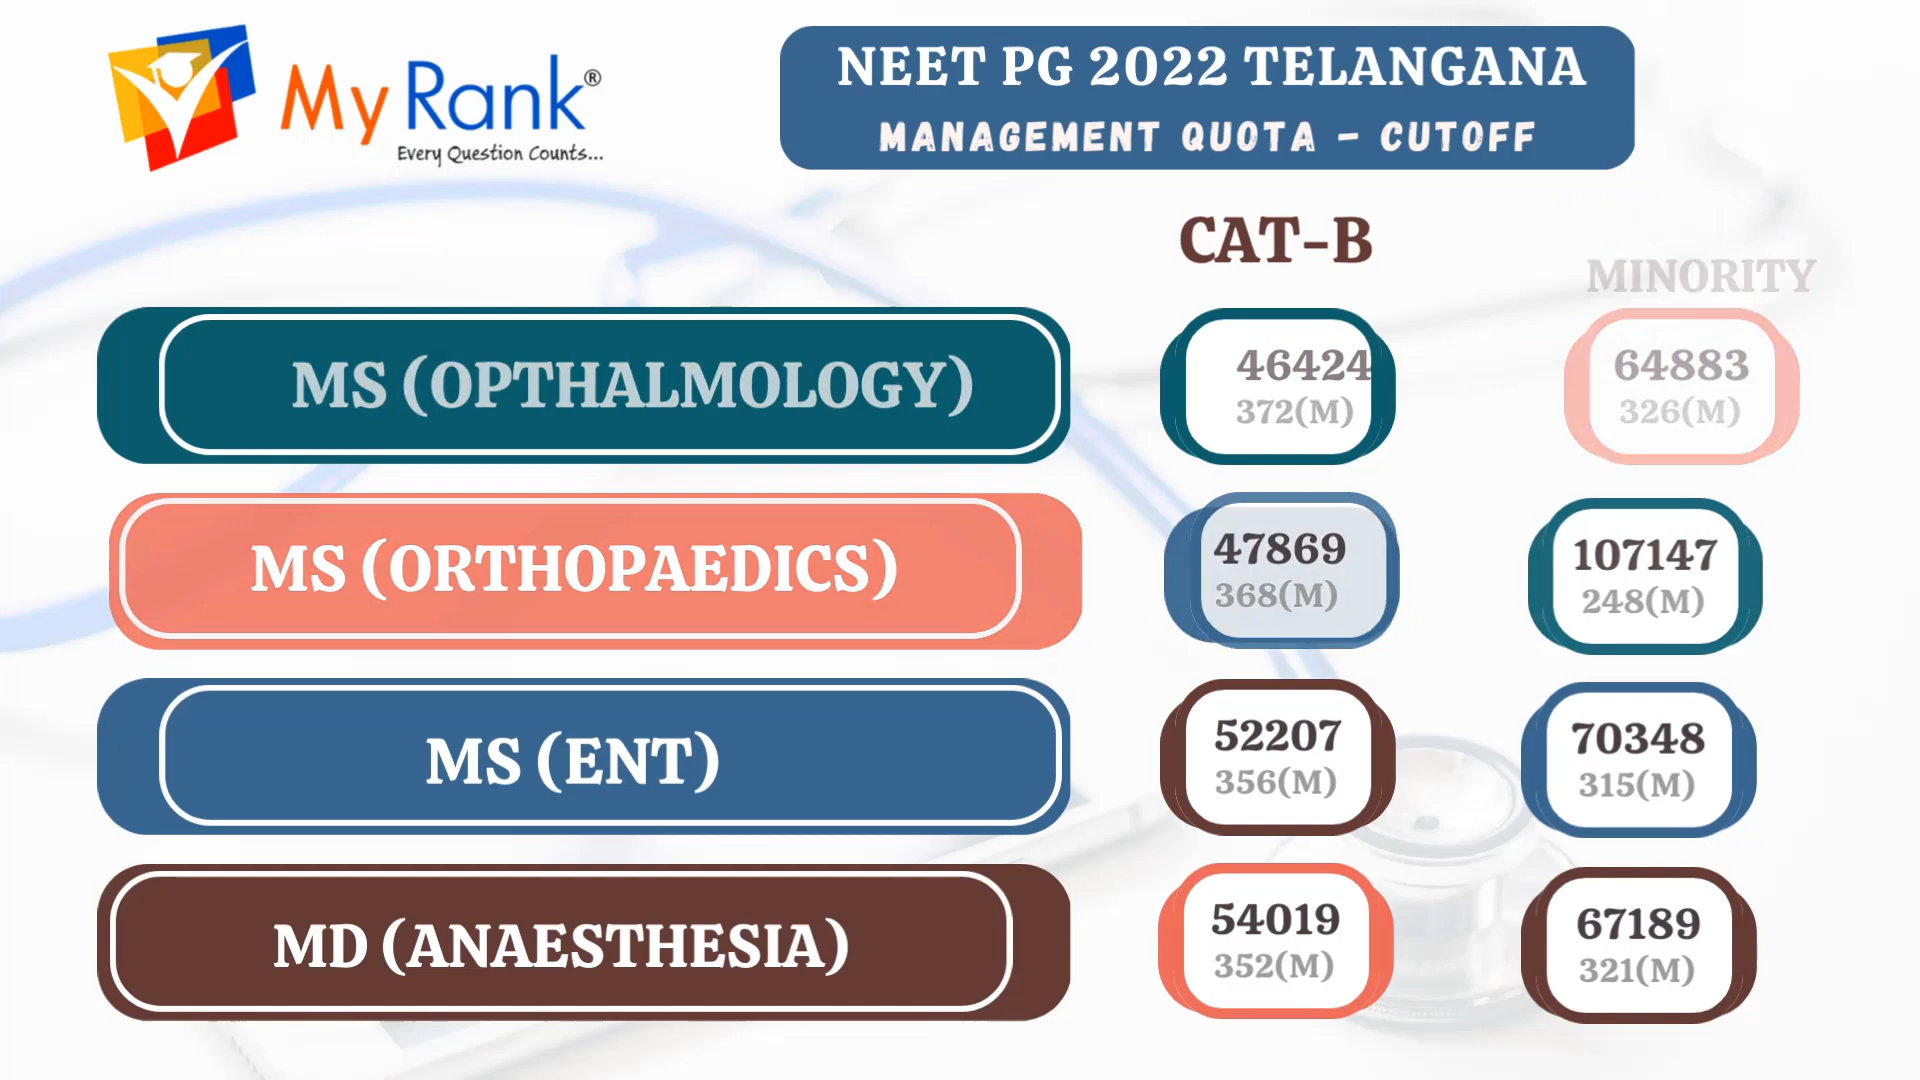 My Rank®
Every Question Counts...
NEET PG 2022 TELANGANA
MANAGEMENT QUOTA - CUTOFF
CAT-B
MINORITY
MS (OPTHALMOLOGY)
46424
372(M)
64883
326(M)
MS (ORTHOPAEDICS)
47869
368(M)
107147
248(M)
MS (ENT)
52207
356(M)
70348
315(M)
MD (ANAESTHESIA)
54019
352(M)
67189
321(M)